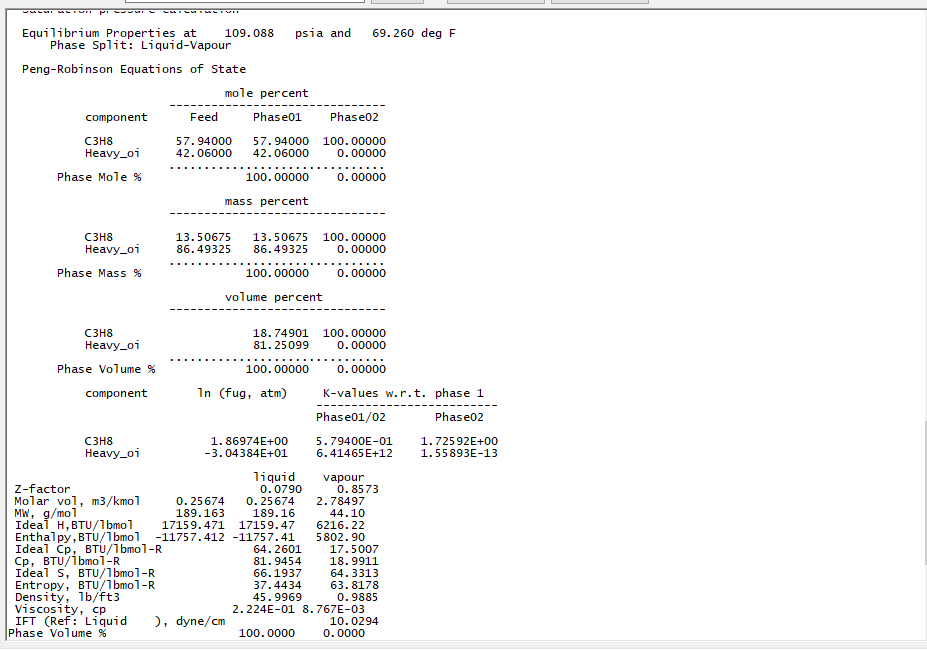 Saturation pressure calculation
Equilibrium Properties at 109.088 psia and 69.260 deg F
Phase Split: Liquid-Vapour
Peng-Robinson Equations of State
mole percent
-------------------------------
component Feed Phase01 Phase02
C3H8 57.94000 57.94000 100.00000
Heavy_oi 42.06000 42.06000 0.00000
...............................
Phase Mole % 100.00000 0.00000
mass percent
-------------------------------
C3H8 13.50675 13.50675 100.00000
Heavy_oi 86.49325 86.49325 0.00000
...............................
Phase Mass % 100.00000 0.00000
volume percent
-------------------------------
C3H8 18.74901 100.00000
Heavy_oi 81.25099 0.00000
...............................
Phase Volume % 100.00000 0.00000
component ln (fug, atm) K-values w.r.t. phase 1
--------------------------
Phase01/02 Phase02
C3H8 1.86974E+00 5.79400E-01 1.72592E+00
Heavy_oi -3.04384E+01 6.41465E+12 1.55893E-13
liquid vapour
Z-factor 0.0790 0.8573
Molar vol, m3/kmol 0.25674 0.25674 2.78497
MW, g/mol 189.163 189.16 44.10
Ideal H,BTU/lbmol 17159.471 17159.47 6216.22
Enthalpy,BTU/lbmol -11757.412 -11757.41 5802.90
Ideal Cp, BTU/lbmol-R 64.2601 17.5007
Cp, BTU/lbmol-R 81.9454 18.9911
Ideal S, BTU/lbmol-R 66.1937 64.3313
Entropy, BTU/lbmol-R 37.4434 63.8178
Density, lb/ft3 45.9969 0.9885
Viscosity, cp 2.224E-01 8.767E-03
IFT (Ref: Liquid ), dyne/cm 10.0294
Phase Volume % 100.0000 0.0000